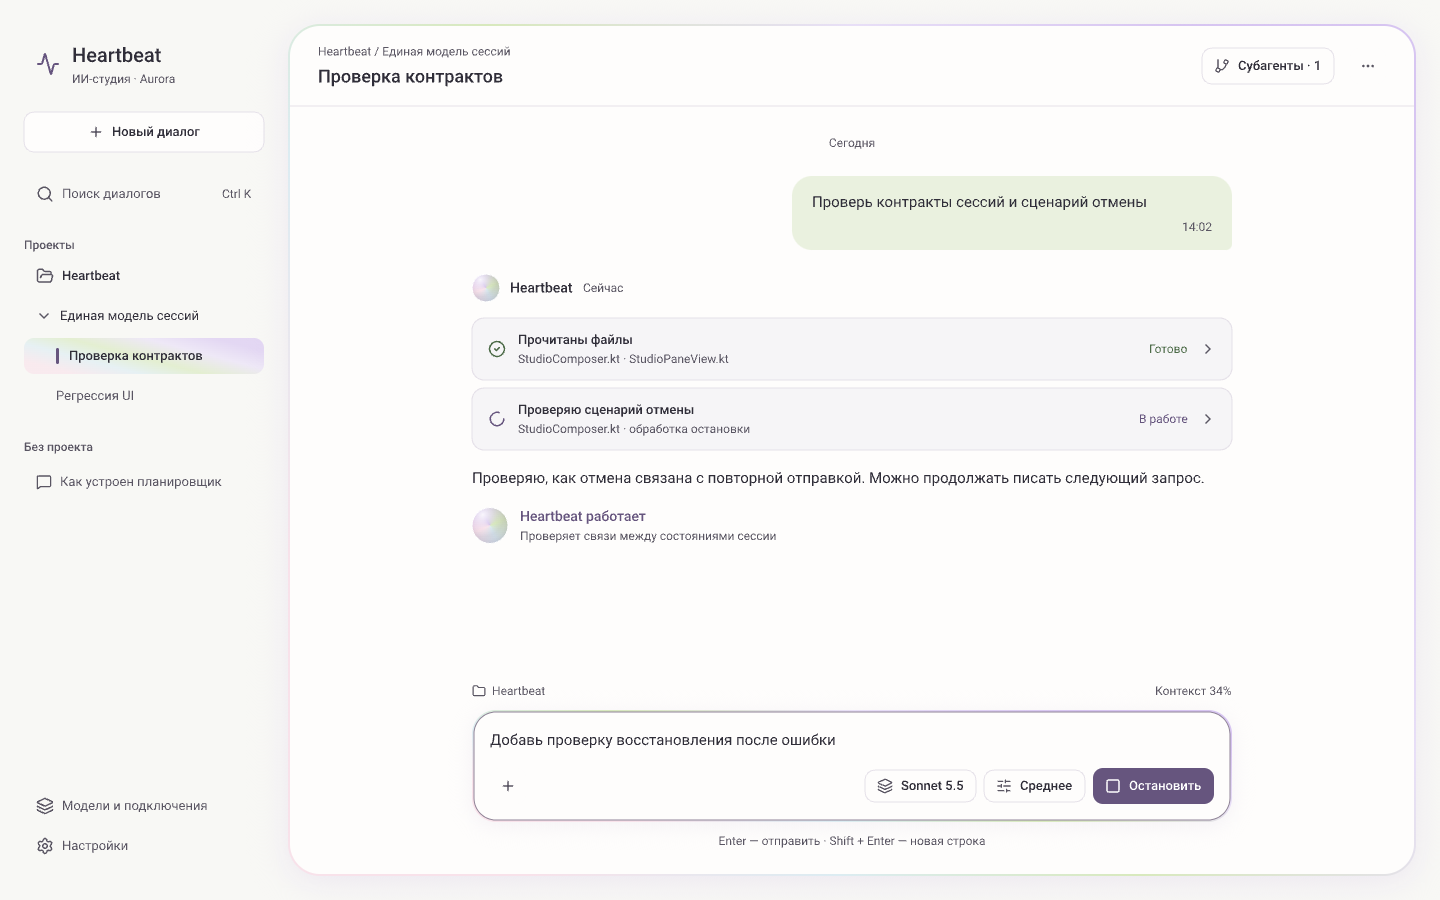 Heartbeat
ИИ-студия · Aurora
Новый диалог
Поиск диалогов Ctrl K
Проекты
Heartbeat
Единая модель сессий
Проверка контрактов
Регрессия UI
Без проекта
Как устроен планировщик
Модели и подключения
Настройки
Heartbeat / Единая модель сессий
Проверка контрактов
Субагенты · 1
Сегодня
Проверь контракты сессий и сценарий отмены
14:02
Heartbeat Сейчас
Прочитаны файлы
StudioComposer.kt · StudioPaneView.kt
Готово
Проверяю сценарий отмены
StudioComposer.kt · обработка остановки
В работе
Проверяю, как отмена связана с повторной отправкой. Можно продолжать писать следующий запрос.
Heartbeat работает
Проверяет связи между состояниями сессии
Heartbeat Контекст 34%
Добавь проверку восстановления после ошибки
Sonnet 5.5 Среднее Остановить
Enter — отправить · Shift + Enter — новая строка